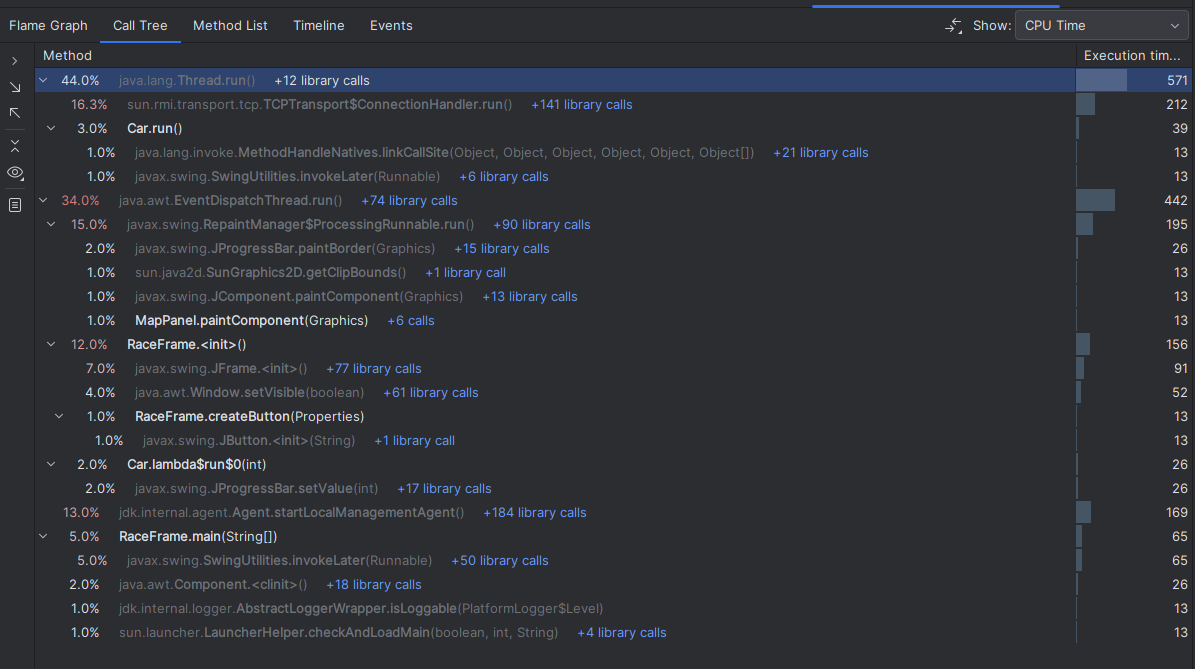 Flame Graph Call Tree Method List Timeline Events Show: CPU Time
Method Execution tim...
44.0% java.lang.Thread.run() +12 library calls 571
16.3% sun.rmi.transport.tcp.TCPTransport$ConnectionHandler.run() +141 library calls 212
3.0% Car.run() 39
1.0% java.lang.invoke.MethodHandleNatives.linkCallSite(Object, Object, Object, Object, Object, Object[]) +21 library calls 13
1.0% javax.swing.SwingUtilities.invokeLater(Runnable) +6 library calls 13
34.0% java.awt.EventDispatchThread.run() +74 library calls 442
15.0% javax.swing.RepaintManager$ProcessingRunnable.run() +90 library calls 195
2.0% javax.swing.JProgressBar.paintBorder(Graphics) +15 library calls 26
1.0% sun.java2d.SunGraphics2D.getClipBounds() +1 library call 13
1.0% javax.swing.JComponent.paintComponent(Graphics) +13 library calls 13
1.0% MapPanel.paintComponent(Graphics) +6 calls 13
12.0% RaceFrame.<init>() 156
7.0% javax.swing.JFrame.<init>() +77 library calls 91
4.0% java.awt.Window.setVisible(boolean) +61 library calls 52
1.0% RaceFrame.createButton(Properties) 13
1.0% javax.swing.JButton.<init>(String) +1 library call 13
2.0% Car.lambda$run$0(int) 26
2.0% javax.swing.JProgressBar.setValue(int) +17 library calls 26
13.0% jdk.internal.agent.Agent.startLocalManagementAgent() +184 library calls 169
5.0% RaceFrame.main(String[]) 65
5.0% javax.swing.SwingUtilities.invokeLater(Runnable) +50 library calls 65
2.0% java.awt.Component.<clinit>() +18 library calls 26
1.0% jdk.internal.logger.AbstractLoggerWrapper.isLoggable(PlatformLogger$Level) 13
1.0% sun.launcher.LauncherHelper.checkAndLoadMain(boolean, int, String) +4 library calls 13